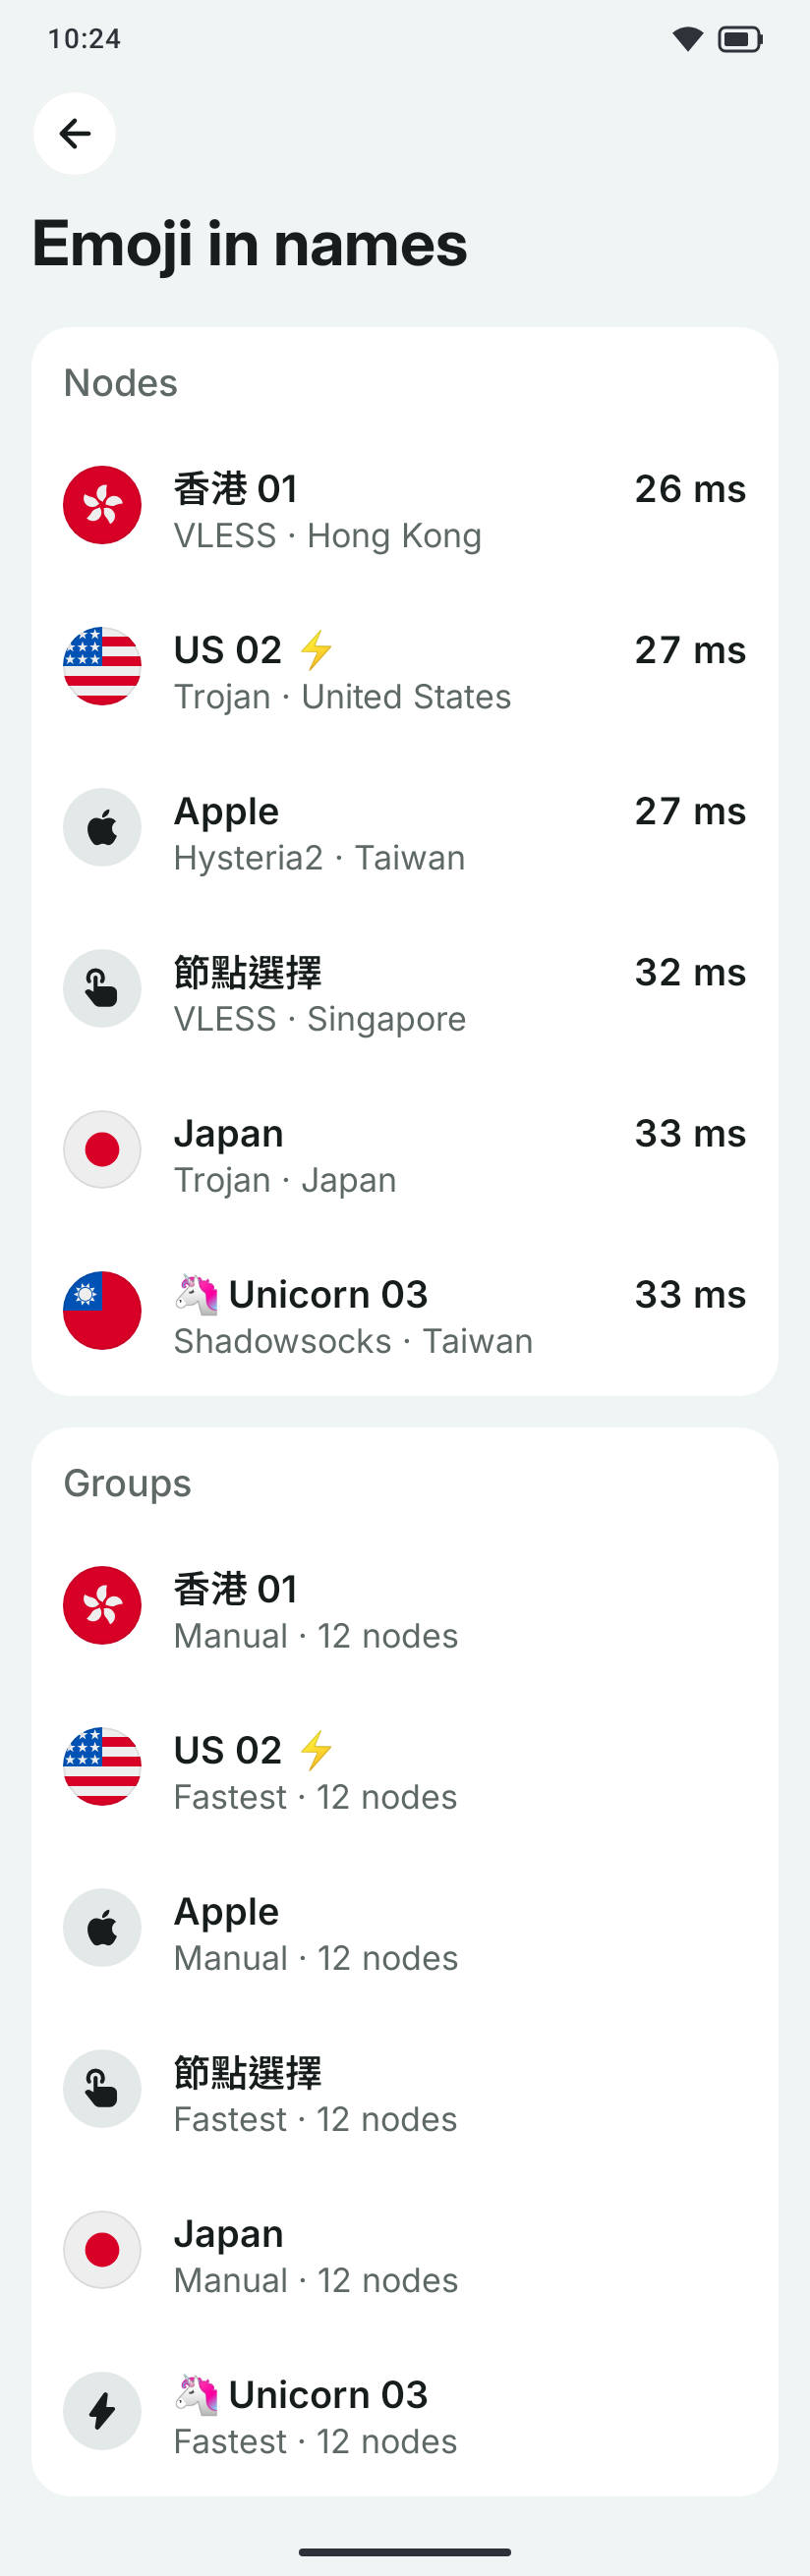 10:24
Emoji in names
Nodes
香港 01
26 ms
VLESS · Hong Kong
US 02 ⚡
27 ms
Trojan · United States
Apple
27 ms
Hysteria2 · Taiwan
節點選擇
32 ms
VLESS · Singapore
Japan
33 ms
Trojan · Japan
🦄 Unicorn 03
33 ms
Shadowsocks · Taiwan
Groups
香港 01
Manual · 12 nodes
US 02 ⚡
Fastest · 12 nodes
Apple
Manual · 12 nodes
節點選擇
Fastest · 12 nodes
Japan
Manual · 12 nodes
🦄 Unicorn 03
Fastest · 12 nodes